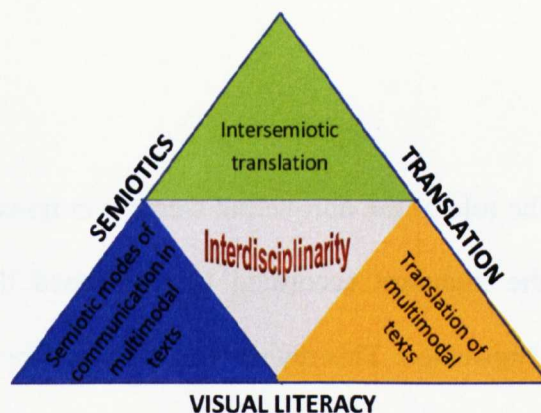 Intersemiotic
translation
SEMIOTICS
TRANSLATION
Interdisciplinarity
Semiotic modes of
communication in
multimodal
texts
Translation of
multimodal
texts
VISUAL LITERACY